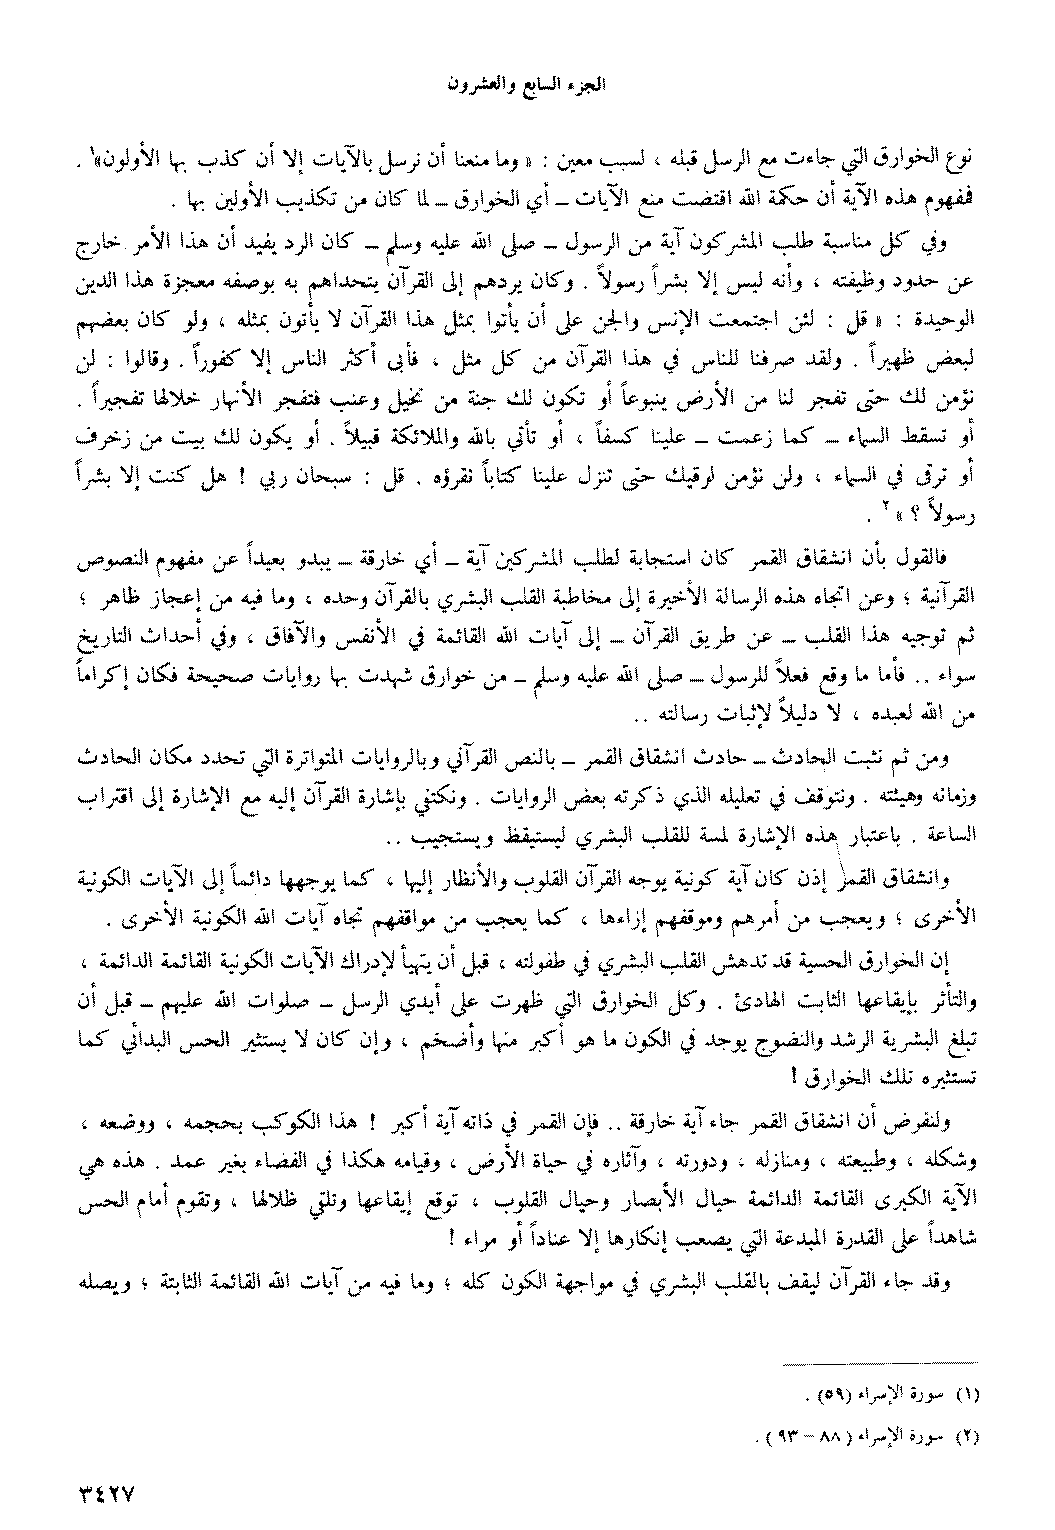 الجزء السابع والعشرون
نوع الخوارق التي جاءت مع الرسل قبله ، لسبب معين : « وما منعنا أن نرسل بالآيات إلا أن كذب بها الأولون»١ .
فمفهوم هذه الآية أن حكمة الله اقتضت منع الآيات – أي الخوارق – لما كان من تكذيب الأولين بها .
وفي كل مناسبة طلب المشركون آية من الرسول – صلى الله عليه وسلم – كان الرد يفيد أن هذا الأمر خارج
عن حدود وظيفته ، وأنه ليس إلا بشراً رسولاً . وكان يردهم إلى القرآن يتحداهم به بوصفه معجزة هذا الدين
الوحيدة : « قل : لئن اجتمعت الإنس والجن على أن يأتوا بمثل هذا القرآن لا يأتون بمثله ، ولو كان بعضهم
لبعض ظهيراً . ولقد صرفنا للناس في هذا القرآن من كل مثل ، فأبى أكثر الناس إلا كفوراً . وقالوا : لن
نؤمن لك حتى تفجر لنا من الأرض ينبوعاً أو تكون لك جنة من نخيل وعنب فتفجر الأنهار خلالها تفجيراً .
أو تسقط السماء – كما زعمت – علينا كسفاً ، أو تأتي بالله والملائكة قبيلاً . أو يكون لك بيت من زخرف
أو ترقى في السماء ، ولن نؤمن لرقيك حتى تنزل علينا كتاباً نقرؤه . قل : سبحان ربي ! هل كنت إلا بشراً
رسولاً ؟ »٢ .
فالقول بأن انشقاق القمر كان استجابة لطلب المشركين آية – أي خارقة – يبدو بعيداً عن مفهوم النصوص
القرآنية ؛ وعن اتجاه هذه الرسالة الأخيرة إلى مخاطبة القلب البشري بالقرآن وحده ، وما فيه من إعجاز ظاهر ؛
ثم توجيه هذا القلب – عن طريق القرآن – إلى آيات الله القائمة في الأنفس والآفاق ، وفي أحداث التاريخ
سواء .. فأما ما وقع فعلاً للرسول – صلى الله عليه وسلم – من خوارق شهدت بها روايات صحيحة فكان إكراماً
من الله لعبده ، لا دليلاً لإثبات رسالته ..
ومن ثم نثبت الحادث – حادث انشقاق القمر – بالنص القرآني وبالروايات المتواترة التي تحدد مكان الحادث
وزمانه وهيئته . ونتوقف في تعليله الذي ذكرته بعض الروايات . ونكتفي بإشارة القرآن إليه مع الإشارة إلى اقتراب
الساعة . باعتبار هذه الإشارة لمسة للقلب البشري ليستيقظ ويستجيب ..
وانشقاق القمر إذن كان آية كونية يوجه القرآن القلوب والأنظار إليها ، كما يوجهها دائماً إلى الآيات الكونية
الأخرى ؛ ويعجب من أمرهم وموقفهم إزاءها ، كما يعجب من مواقفهم تجاه آيات الله الكونية الأخرى .
إن الخوارق الحسية قد تدهش القلب البشري في طفولته ، قبل أن يتهيأ لإدراك الآيات الكونية القائمة الدائمة ،
والتأثر بإيقاعها الثابت الهادئ . وكل الخوارق التي ظهرت على أيدي الرسل – صلوات الله عليهم – قبل أن
تبلغ البشرية الرشد والنضوج يوجد في الكون ما هو أكبر منها وأضخم ، وإن كان لا يستثير الحس البدائي كما
تستثيره تلك الخوارق !
ولنفرض أن انشقاق القمر جاء آية خارقة .. فإن القمر في ذاته آية أكبر ! هذا الكوكب بحجمه ، ووضعه ،
وشكله ، وطبيعته ، ومنازله ، ودورته ، وآثاره في حياة الأرض ، وقيامه هكذا في الفضاء بغير عمد . هذه هي
الآية الكبرى القائمة الدائمة حيال الأبصار وحيال القلوب ، توقع إيقاعها وتلقي ظلالها ، وتقوم أمام الحس
شاهداً على القدرة المبدعة التي يصعب إنكارها إلا عناداً أو مراء !
وقد جاء القرآن ليقف بالقلب البشري في مواجهة الكون كله ؛ وما فيه من آيات الله القائمة الثابتة ؛ ويصله
(١) سورة الإسراء (٥٩) .
(٢) سورة الإسراء ( ٨٨ – ٩٣ ) .
٣٤٢٧